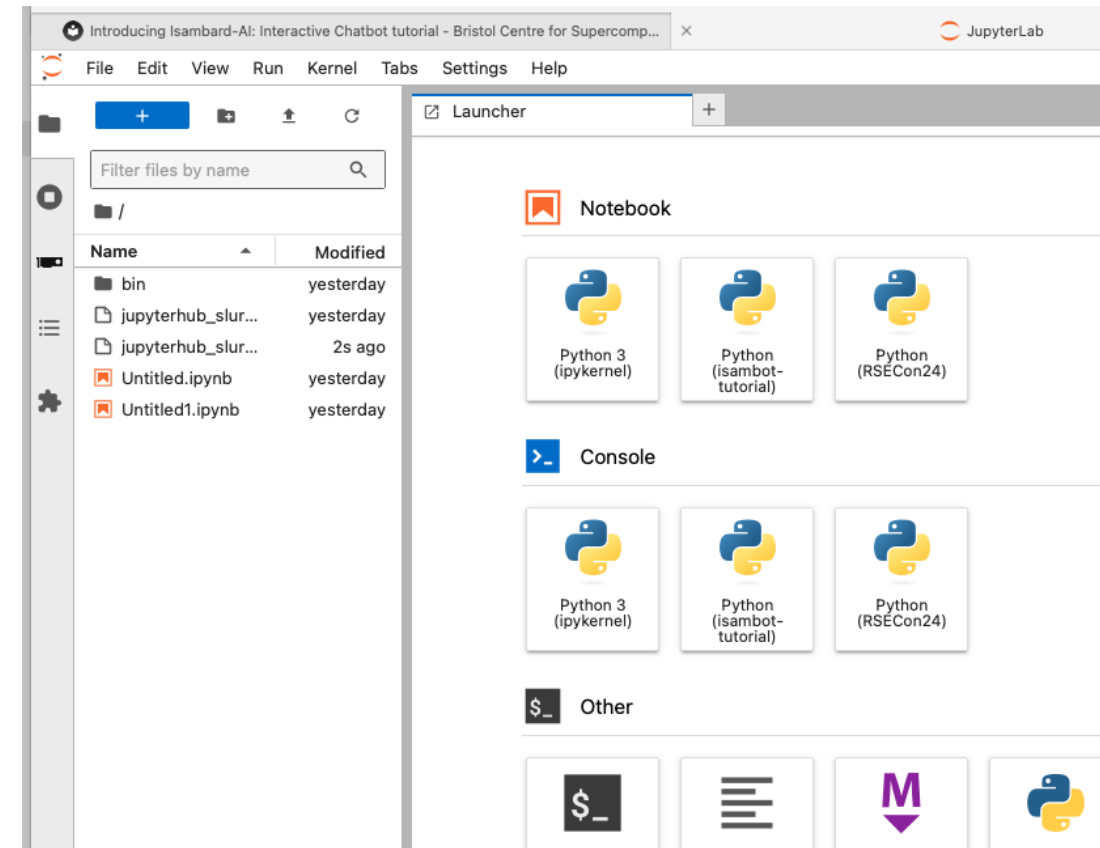 Introducing Isambard-AI: Interactive Chatbot tutorial - Bristol Centre for Supercomp...
JupyterLab
File Edit View Run Kernel Tabs Settings Help
+
Launcher
+
Filter files by name
/
Name Modified
bin yesterday
jupyterhub_slur... yesterday
jupyterhub_slur... 2s ago
Untitled.ipynb yesterday
Untitled1.ipynb yesterday
Notebook
Python 3
(ipykernel)
Python
(isambot-
tutorial)
Python
(RSECon24)
>_ Console
Python 3
(ipykernel)
Python
(isambot-
tutorial)
Python
(RSECon24)
$_ Other
$_
M